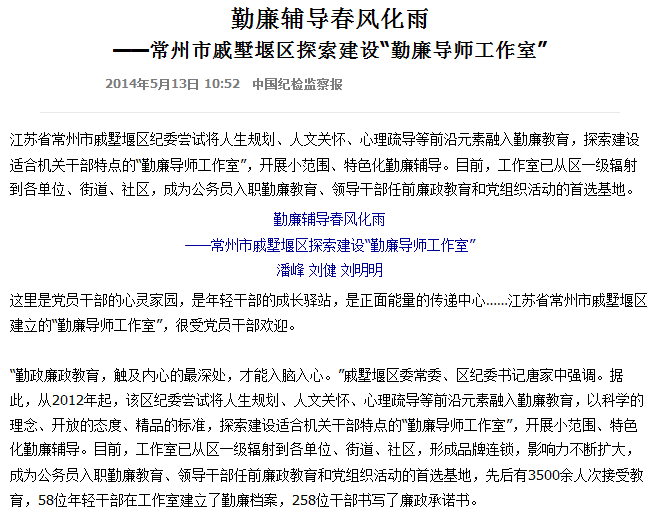 勤廉辅导春风化雨
——常州市戚墅堰区探索建设“勤廉导师工作室”
2014年5月13日 10:52 中国纪检监察报
江苏省常州市戚墅堰区纪委尝试将人生规划、人文关怀、心理疏导等前沿元素融入勤廉教育，探索建设
适合机关干部特点的“勤廉导师工作室”，开展小范围、特色化勤廉辅导。目前，工作室已从区一级辐射
到各单位、街道、社区，成为公务员入职勤廉教育、领导干部任前廉政教育和党组织活动的首选基地。
勤廉辅导春风化雨
——常州市戚墅堰区探索建设“勤廉导师工作室”
潘峰 刘健 刘明明
这里是党员干部的心灵家园，是年轻干部的成长驿站，是正面能量的传递中心......江苏省常州市戚墅堰区
建立的“勤廉导师工作室”，很受党员干部欢迎。
“勤政廉政教育，触及内心的最深处，才能入脑入心。”戚墅堰区委常委、区纪委书记唐家中强调。据
此，从2012年起，该区纪委尝试将人生规划、人文关怀、心理疏导等前沿元素融入勤廉教育，以科学的
理念、开放的态度、精品的标准，探索建设适合机关干部特点的“勤廉导师工作室”，开展小范围、特色
化勤廉辅导。目前，工作室已从区一级辐射到各单位、街道、社区，形成品牌连锁，影响力不断扩大，
成为公务员入职勤廉教育、领导干部任前廉政教育和党组织活动的首选基地，先后有3500余人次接受教
育，58位年轻干部在工作室建立了勤廉档案，258位干部书写了廉政承诺书。